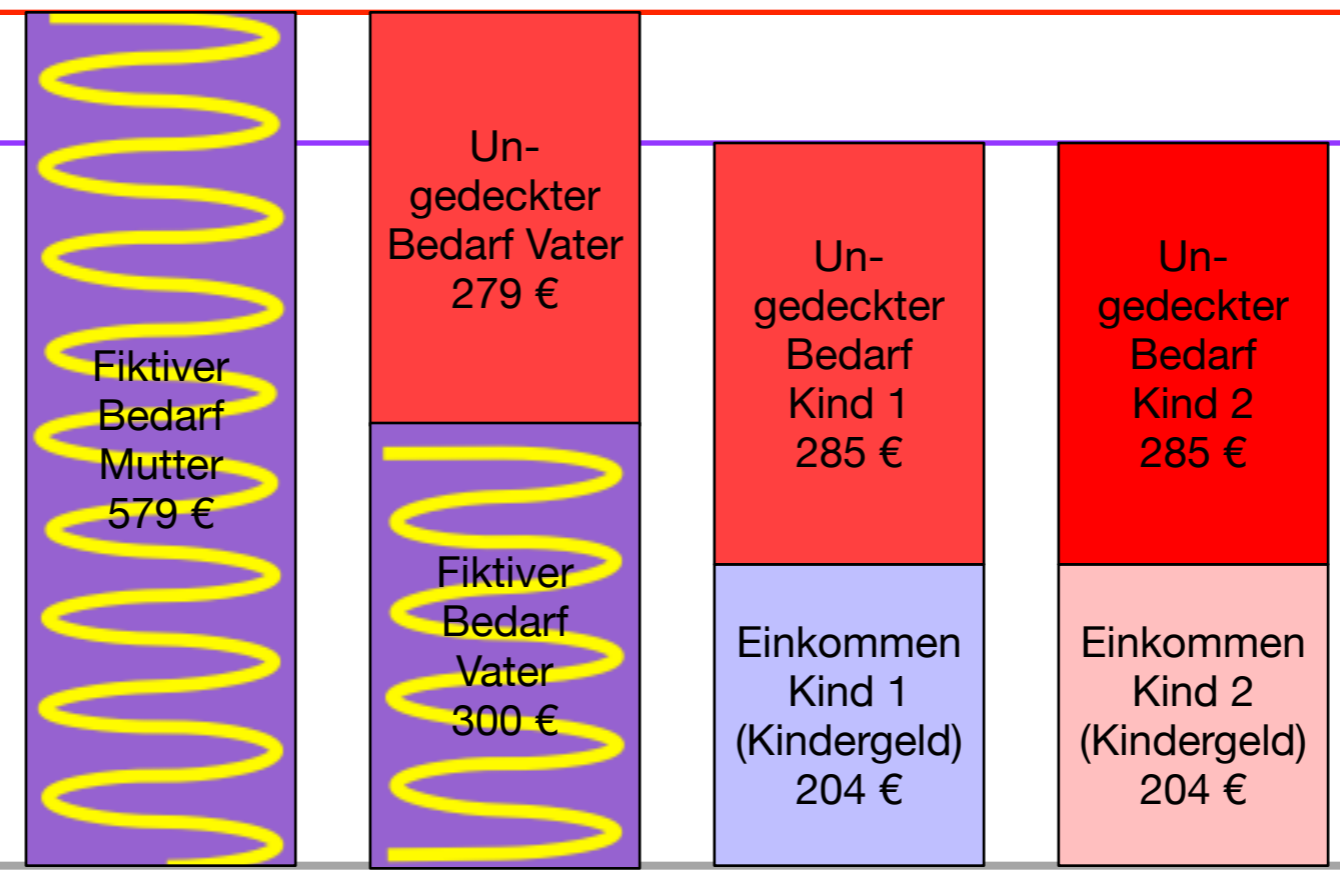 Fiktiver
Bedarf
Mutter
579 €
Un-
gedeckter
Bedarf Vater
279 €
Fiktiver
Bedarf
Vater
300 €
Un-
gedeckter
Bedarf
Kind 1
285 €
Einkommen
Kind 1
(Kindergeld)
204 €
Un-
gedeckter
Bedarf
Kind 2
285 €
Einkommen
Kind 2
(Kindergeld)
204 €